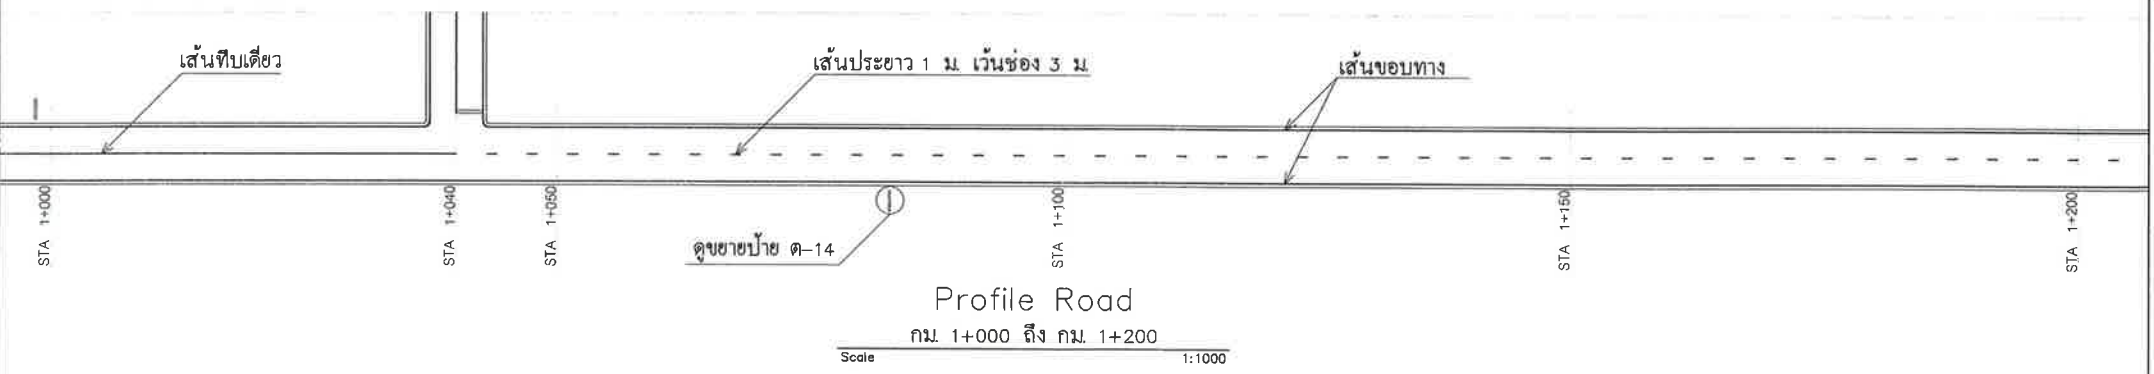 เส้นทึบเดี่ยว
เส้นประยาว 1 ม. เว้นช่อง 3 ม.
เส้นขอบทาง
STA 1+000
STA 1+040
STA 1+050
STA 1+100
STA 1+150
STA 1+200
ดูขยายป้าย ต-14
Profile Road
กม. 1+000 ถึง กม. 1+200
Scale 1:1000